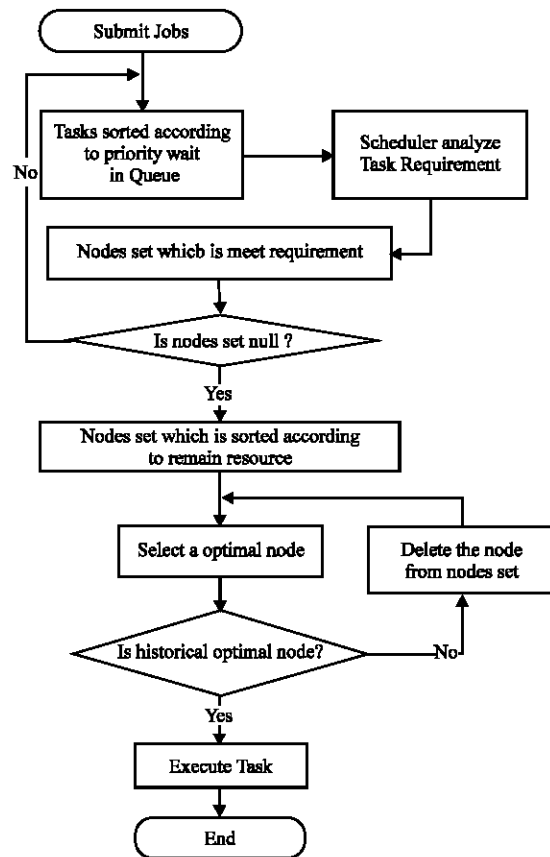 Submit Jobs
Tasks sorted according
to priority wait
in Queue
Scheduler analyze
Task Requirement
No
Nodes set which is meet requirement
Is nodes set null ?
Yes
Nodes set which is sorted according
to remain resource
Select a optimal node
Delete the node
from nodes set
Is historical optimal node?
No
Yes
Execute Task
End